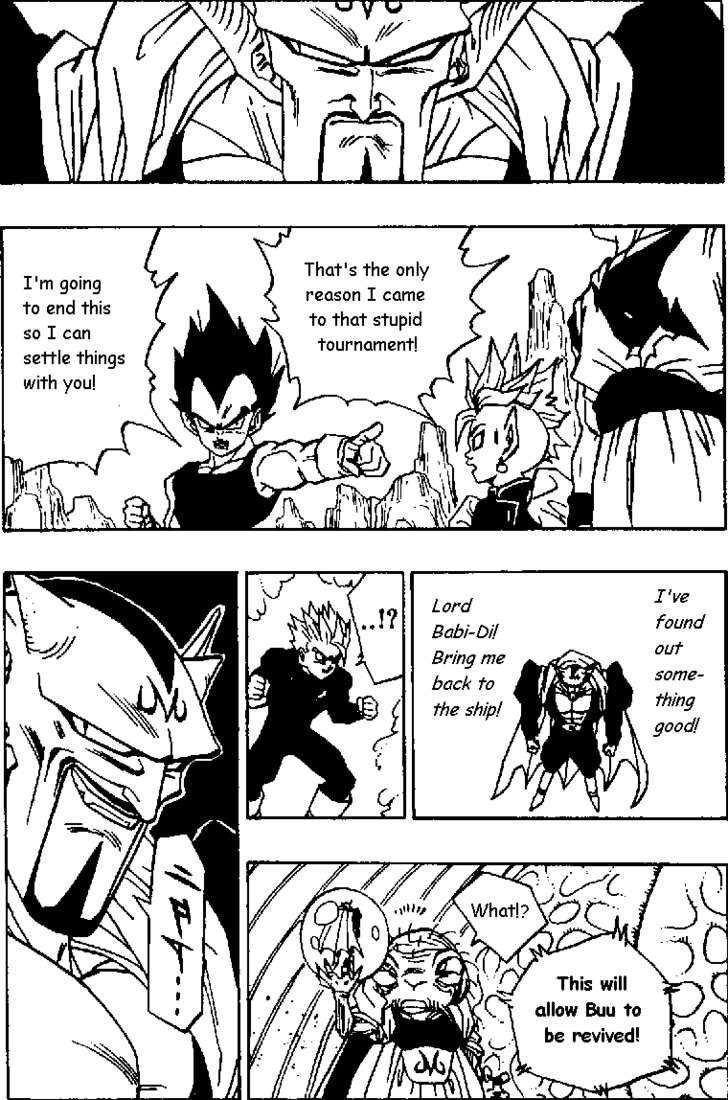 That's the only
reason I came
to that stupid
tournament!
I'm going
to end this
so I can
settle things
with you!
I've
found
out
some-
thing
good!
Lord
Babi-Di!
Bring me
back to
the ship!
..!?
This will
allow Buu to
be revived!
What!?